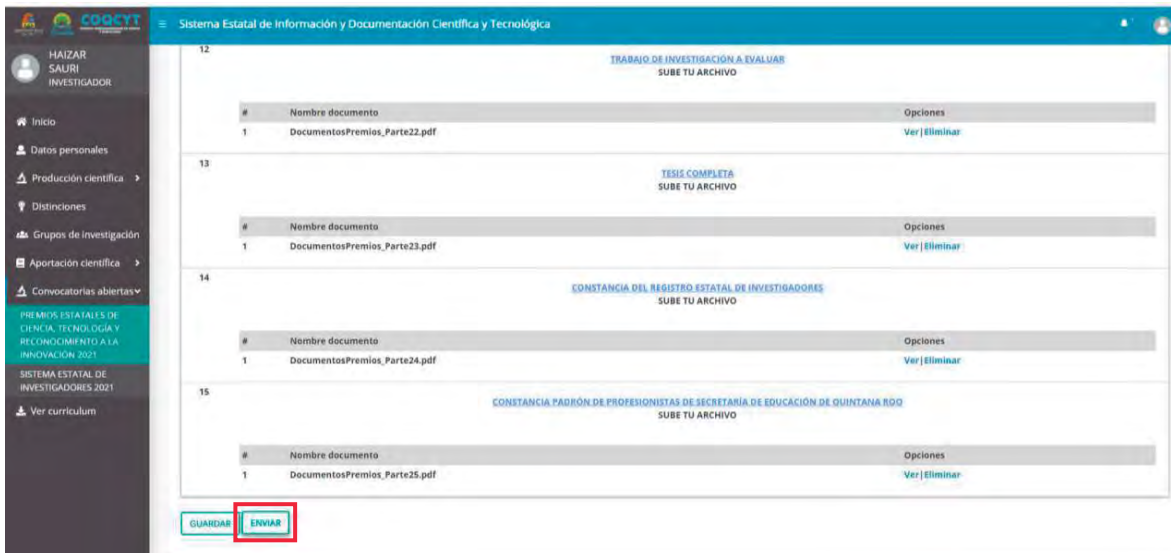 COQCYT
Sistema Estatal de Información y Documentación Científica y Tecnológica
HAIZAR
SAURI
INVESTIGADOR
Inicio
Datos personales
Producción científica
Distinciones
Grupos de investigación
Aportación científica
Convocatorias abiertas
PREMIOS ESTATALES DE
CIENCIA, TECNOLOGÍA Y
RECONOCIMIENTO A LA
INNOVACIÓN 2021
SISTEMA ESTATAL DE
INVESTIGADORES 2021
Ver curriculum
12
TRABAJO DE INVESTIGACIÓN A EVALUAR
SUBE TU ARCHIVO
# Nombre documento Opciones
1 DocumentosPremios_Parte22.pdf Ver|Eliminar
13
TESIS COMPLETA
SUBE TU ARCHIVO
# Nombre documento Opciones
1 DocumentosPremios_Parte23.pdf Ver|Eliminar
14
CONSTANCIA DEL REGISTRO ESTATAL DE INVESTIGADORES
SUBE TU ARCHIVO
# Nombre documento Opciones
1 DocumentosPremios_Parte24.pdf Ver|Eliminar
15
CONSTANCIA PADRÓN DE PROFESIONISTAS DE SECRETARÍA DE EDUCACIÓN DE QUINTANA ROO
SUBE TU ARCHIVO
# Nombre documento Opciones
1 DocumentosPremios_Parte25.pdf Ver|Eliminar
GUARDAR ENVIAR